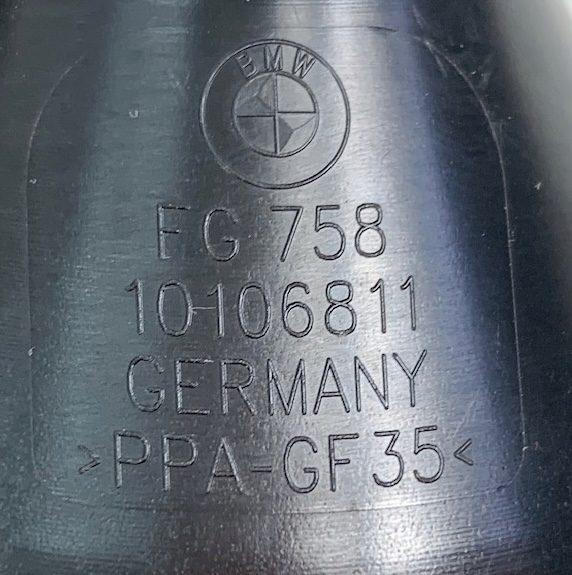 BMW
FG 758
10-106811
GERMANY
>PPA-GF35<